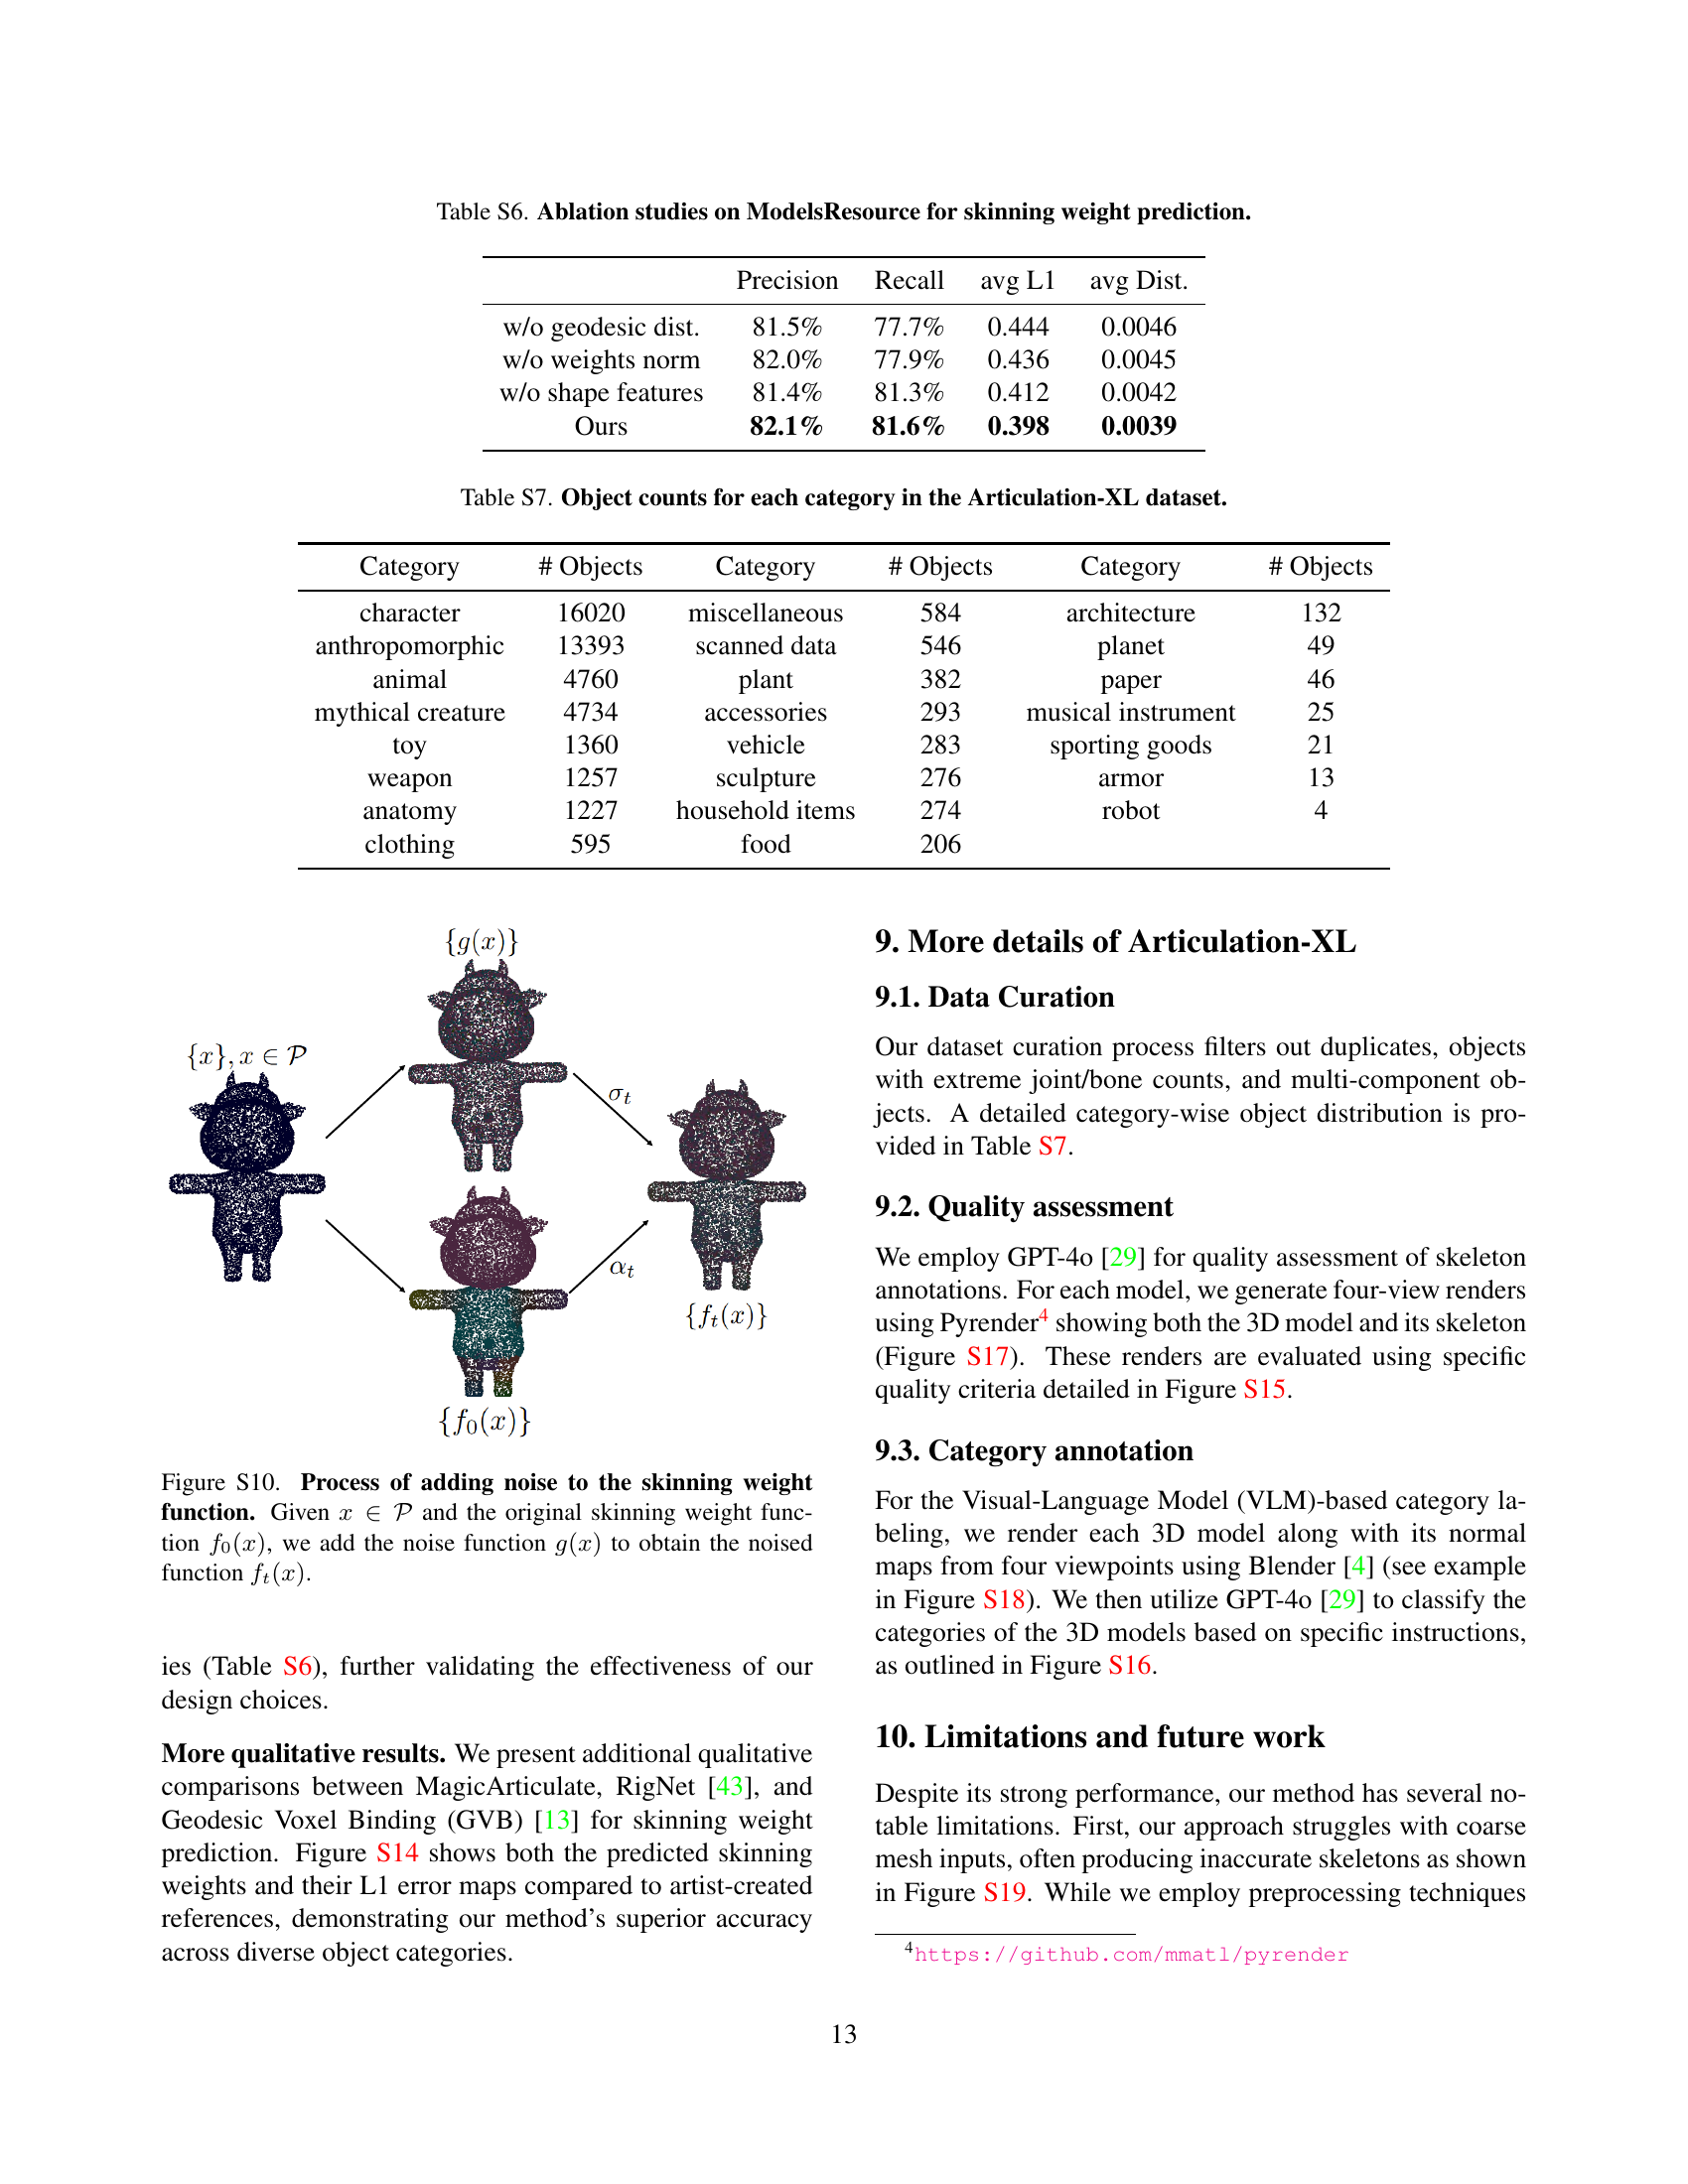 Table S6. Ablation studies on ModelsResource for skinning weight prediction.
Precision Recall avg L1 avg Dist.
w/o geodesic dist. 81.5% 77.7% 0.444 0.0046
w/o weights norm 82.0% 77.9% 0.436 0.0045
w/o shape features 81.4% 81.3% 0.412 0.0042
Ours 82.1% 81.6% 0.398 0.0039
Table S7. Object counts for each category in the Articulation-XL dataset.
Category # Objects Category # Objects Category # Objects
character 16020 miscellaneous 584 architecture 132
anthropomorphic 13393 scanned data 546 planet 49
animal 4760 plant 382 paper 46
mythical creature 4734 accessories 293 musical instrument 25
toy 1360 vehicle 283 sporting goods 21
weapon 1257 sculpture 276 armor 13
anatomy 1227 household items 274 robot 4
clothing 595 food 206
{g(x)}
{x}, x ∈ P
σt
αt
{ft(x)}
{f0(x)}
Figure S10. Process of adding noise to the skinning weight
function. Given x ∈ P and the original skinning weight func-
tion f0(x), we add the noise function g(x) to obtain the noised
function ft(x).
ies (Table S6), further validating the effectiveness of our
design choices.
More qualitative results. We present additional qualitative
comparisons between MagicArticulate, RigNet [43], and
Geodesic Voxel Binding (GVB) [13] for skinning weight
prediction. Figure S14 shows both the predicted skinning
weights and their L1 error maps compared to artist-created
references, demonstrating our method's superior accuracy
across diverse object categories.
9. More details of Articulation-XL
9.1. Data Curation
Our dataset curation process filters out duplicates, objects
with extreme joint/bone counts, and multi-component ob-
jects. A detailed category-wise object distribution is pro-
vided in Table S7.
9.2. Quality assessment
We employ GPT-4o [29] for quality assessment of skeleton
annotations. For each model, we generate four-view renders
using Pyrender4 showing both the 3D model and its skeleton
(Figure S17). These renders are evaluated using specific
quality criteria detailed in Figure S15.
9.3. Category annotation
For the Visual-Language Model (VLM)-based category la-
beling, we render each 3D model along with its normal
maps from four viewpoints using Blender [4] (see example
in Figure S18). We then utilize GPT-4o [29] to classify the
categories of the 3D models based on specific instructions,
as outlined in Figure S16.
10. Limitations and future work
Despite its strong performance, our method has several no-
table limitations. First, our approach struggles with coarse
mesh inputs, often producing inaccurate skeletons as shown
in Figure S19. While we employ preprocessing techniques
4https://github.com/mmatl/pyrender
13